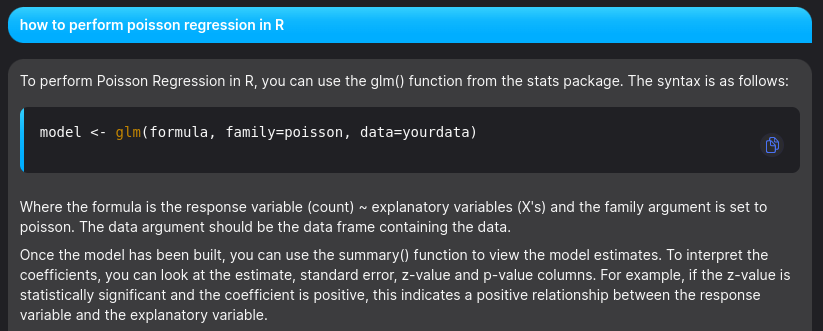 how to perform poisson regression in R
To perform Poisson Regression in R, you can use the glm() function from the stats package. The syntax is as follows:
model <- glm(formula, family=poisson, data=yourdata)
Where the formula is the response variable (count) ~ explanatory variables (X's) and the family argument is set to
poisson. The data argument should be the data frame containing the data.
Once the model has been built, you can use the summary() function to view the model estimates. To interpret the
coefficients, you can look at the estimate, standard error, z-value and p-value columns. For example, if the z-value is
statistically significant and the coefficient is positive, this indicates a positive relationship between the response
variable and the explanatory variable.